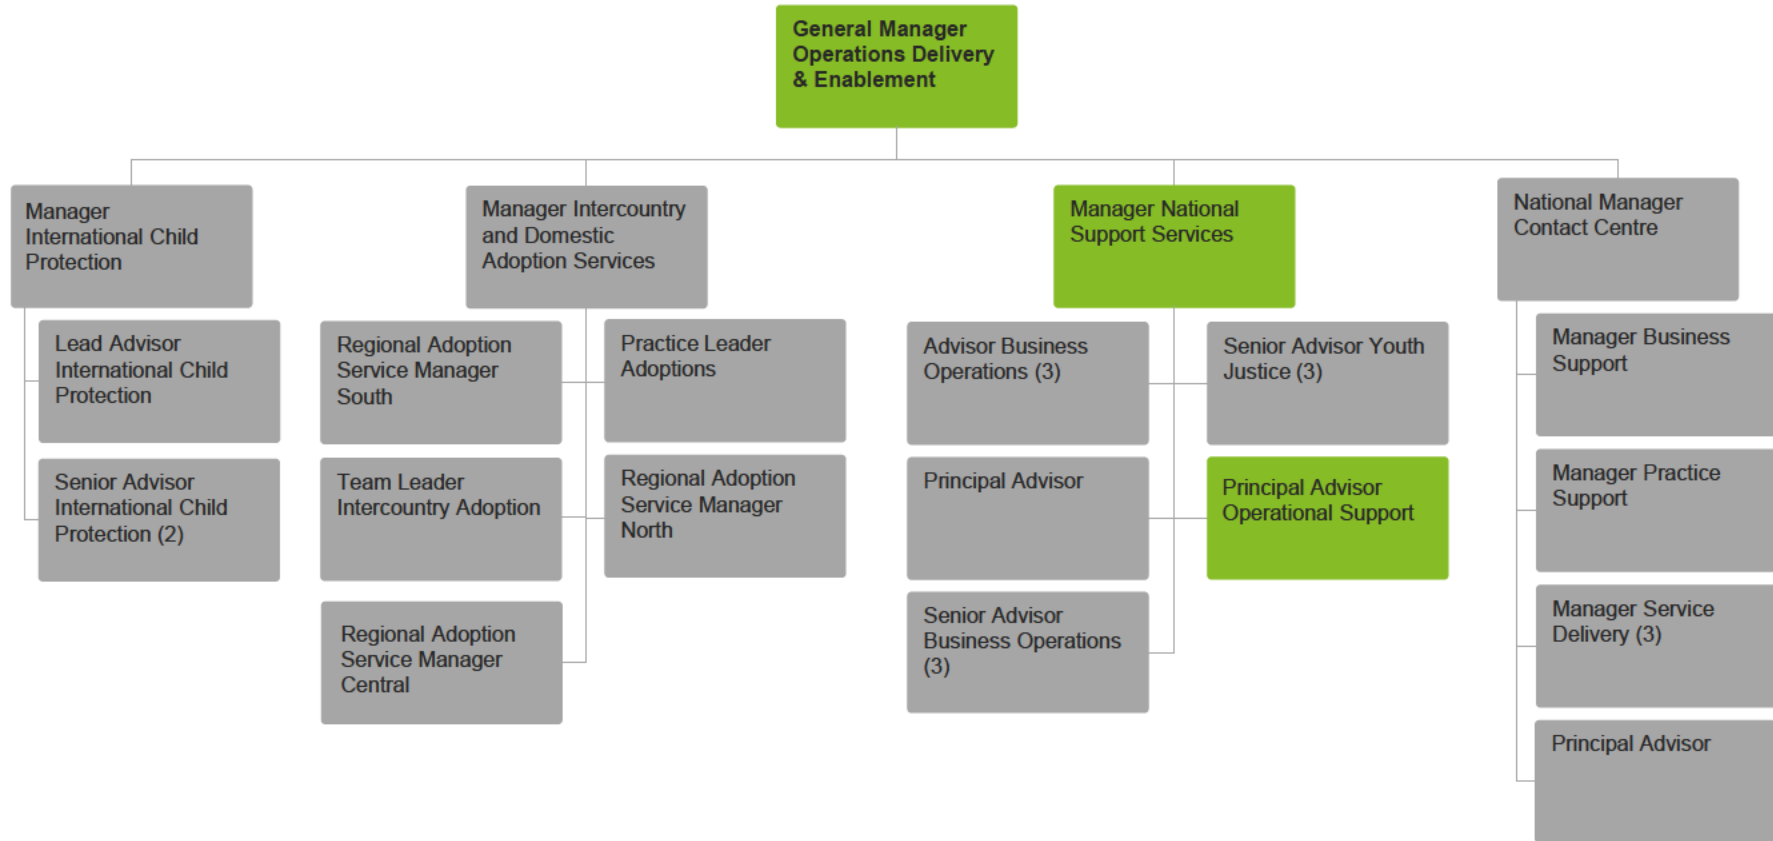 General Manager
Operations Delivery
& Enablement
Manager
International Child
Protection
Lead Advisor
International Child
Protection
Senior Advisor
International Child
Protection (2)
Manager Intercountry
and Domestic
Adoption Services
Regional Adoption
Service Manager
South
Practice Leader
Adoptions
Team Leader
Intercountry Adoption
Regional Adoption
Service Manager
North
Regional Adoption
Service Manager
Central
Manager National
Support Services
Advisor Business
Operations (3)
Senior Advisor Youth
Justice (3)
Principal Advisor
Principal Advisor
Operational Support
Senior Advisor
Business Operations
(3)
National Manager
Contact Centre
Manager Business
Support
Manager Practice
Support
Manager Service
Delivery (3)
Principal Advisor